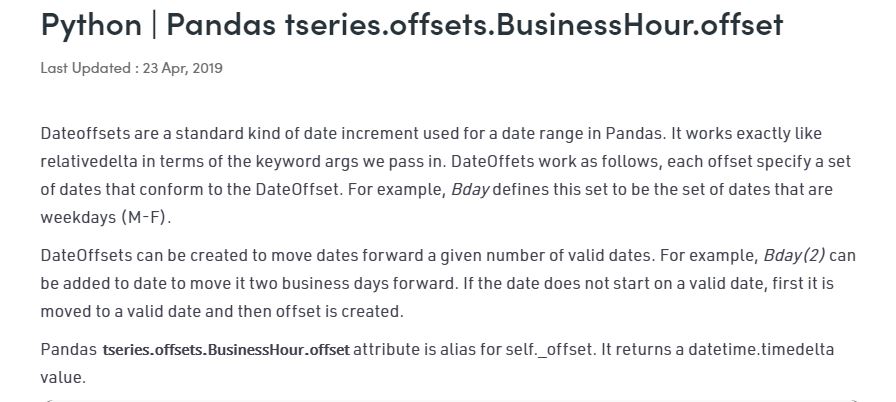 Python | Pandas tseries.offsets.BusinessHour.offset
Last Updated : 23 Apr, 2019
Dateoffsets are a standard kind of date increment used for a date range in Pandas. It works exactly like
relativedelta in terms of the keyword args we pass in. DateOffets work as follows, each offset specify a set
of dates that conform to the DateOffset. For example, Bday defines this set to be the set of dates that are
weekdays (M-F).
DateOffsets can be created to move dates forward a given number of valid dates. For example, Bday(2) can
be added to date to move it two business days forward. If the date does not start on a valid date, first it is
moved to a valid date and then offset is created.
Pandas tseries.offsets.BusinessHour.offset attribute is alias for self._offset. It returns a datetime.timedelta
value.